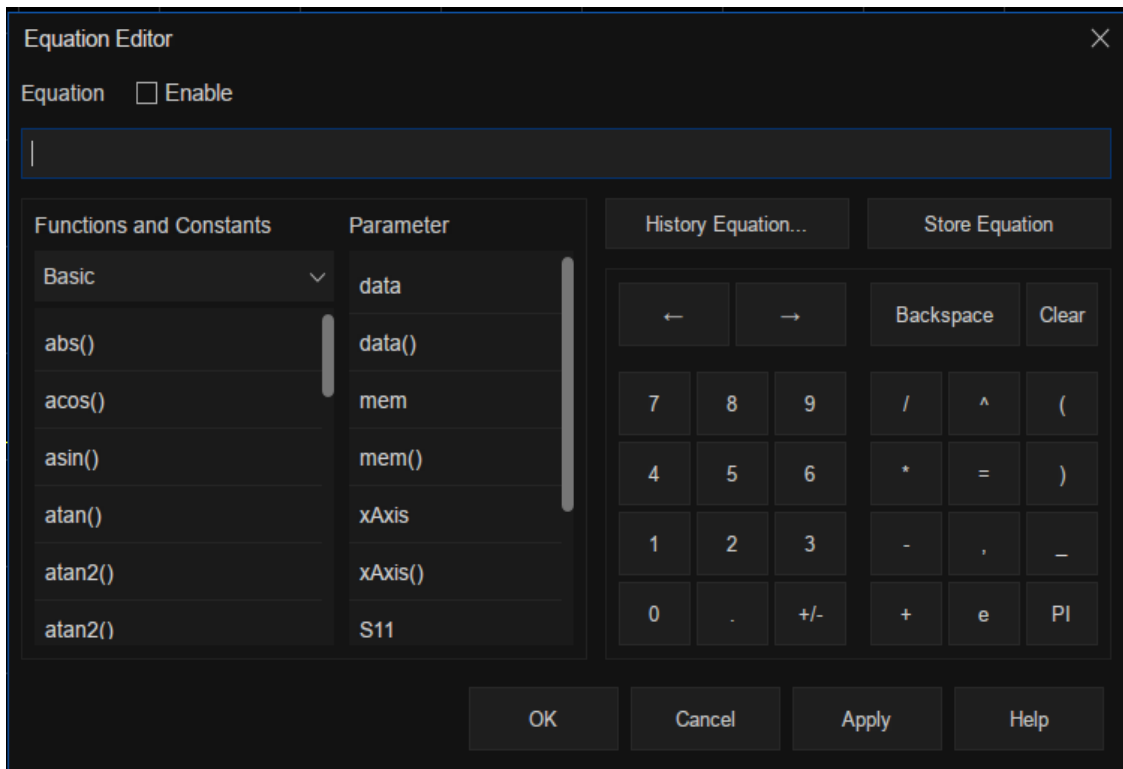 Equation Editor
Equation Enable
Functions and Constants
Basic
abs()
acos()
asin()
atan()
atan2()
atan2()
Parameter
data
data()
mem
mem()
xAxis
xAxis()
S11
History Equation... Store Equation
← → Backspace Clear
7 8 9 / ^ (
4 5 6 * = )
1 2 3 - , _
0 . +/- + e PI
OK Cancel Apply Help